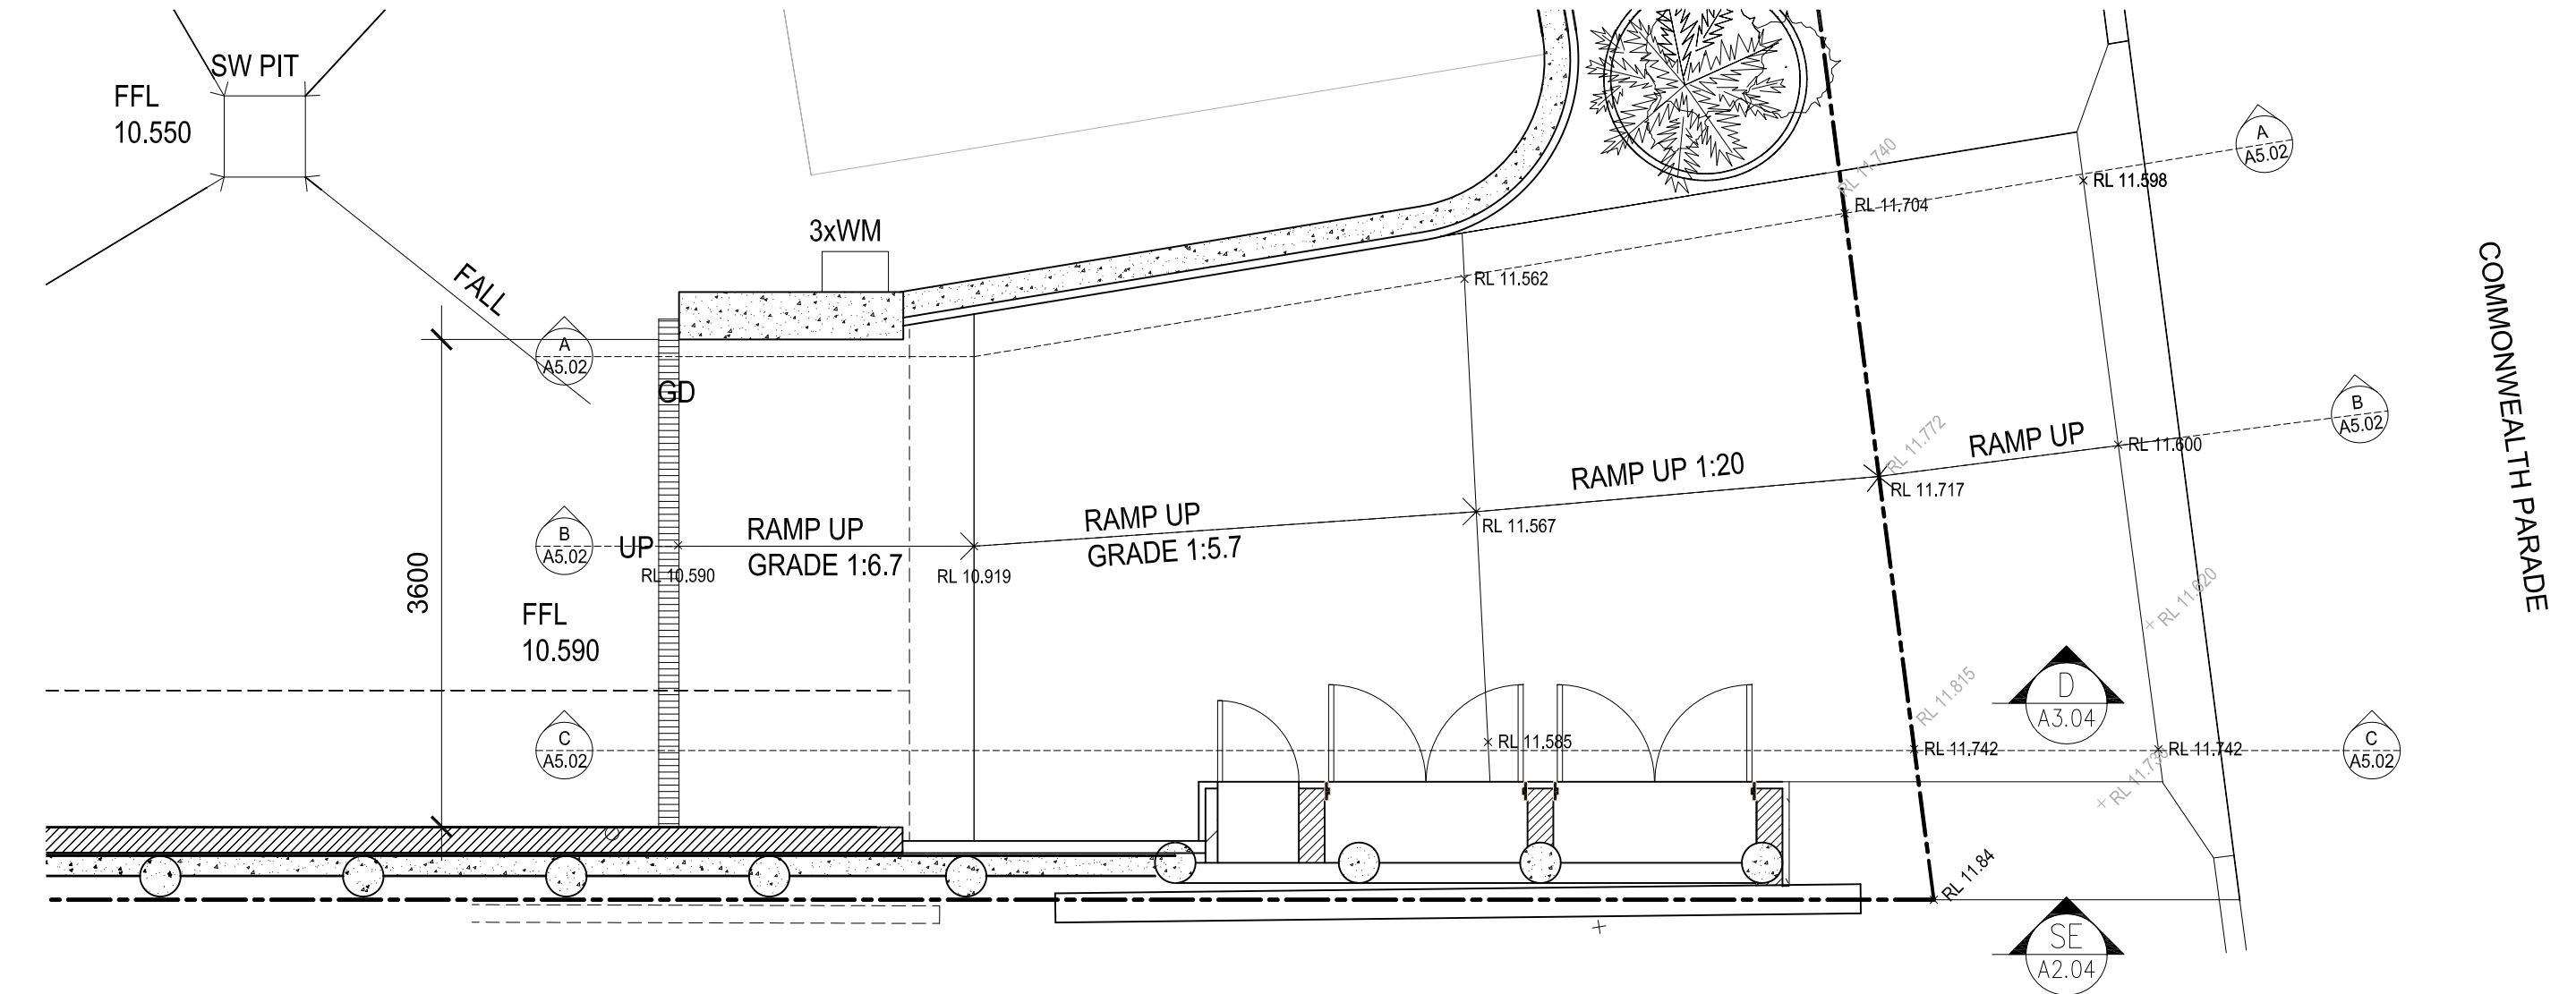 SW PIT
FFL
10.550
FALL
3xWM
A
A5.02
GD
3600
B
A5.02
UP
RL 10.590
FFL
10.590
RAMP UP
GRADE 1:6.7
RL 10.919
RAMP UP
GRADE 1:5.7
RL 11.562
RL 11.567
RL 11.585
RAMP UP 1:20
RL 11.740
RL 11.704
RL 11.772
RL 11.717
RL 11.815
RL 11.742
RL 11.84
RAMP UP
RL 11.598
RL 11.600
RL 11.620
RL 11.742
RL 11.730
A
A5.02
B
A5.02
C
A5.02
C
A5.02
D
A3.04
SE
A2.04
COMMONWEALTH PARADE